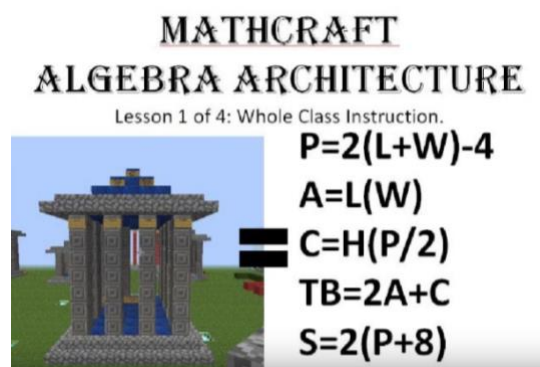 MATHCRAFT
ALGEBRA ARCHITECTURE
Lesson 1 of 4: Whole Class Instruction.
P=2(L+W)-4
A=L(W)
=
C=H(P/2)
TB=2A+C
S=2(P+8)